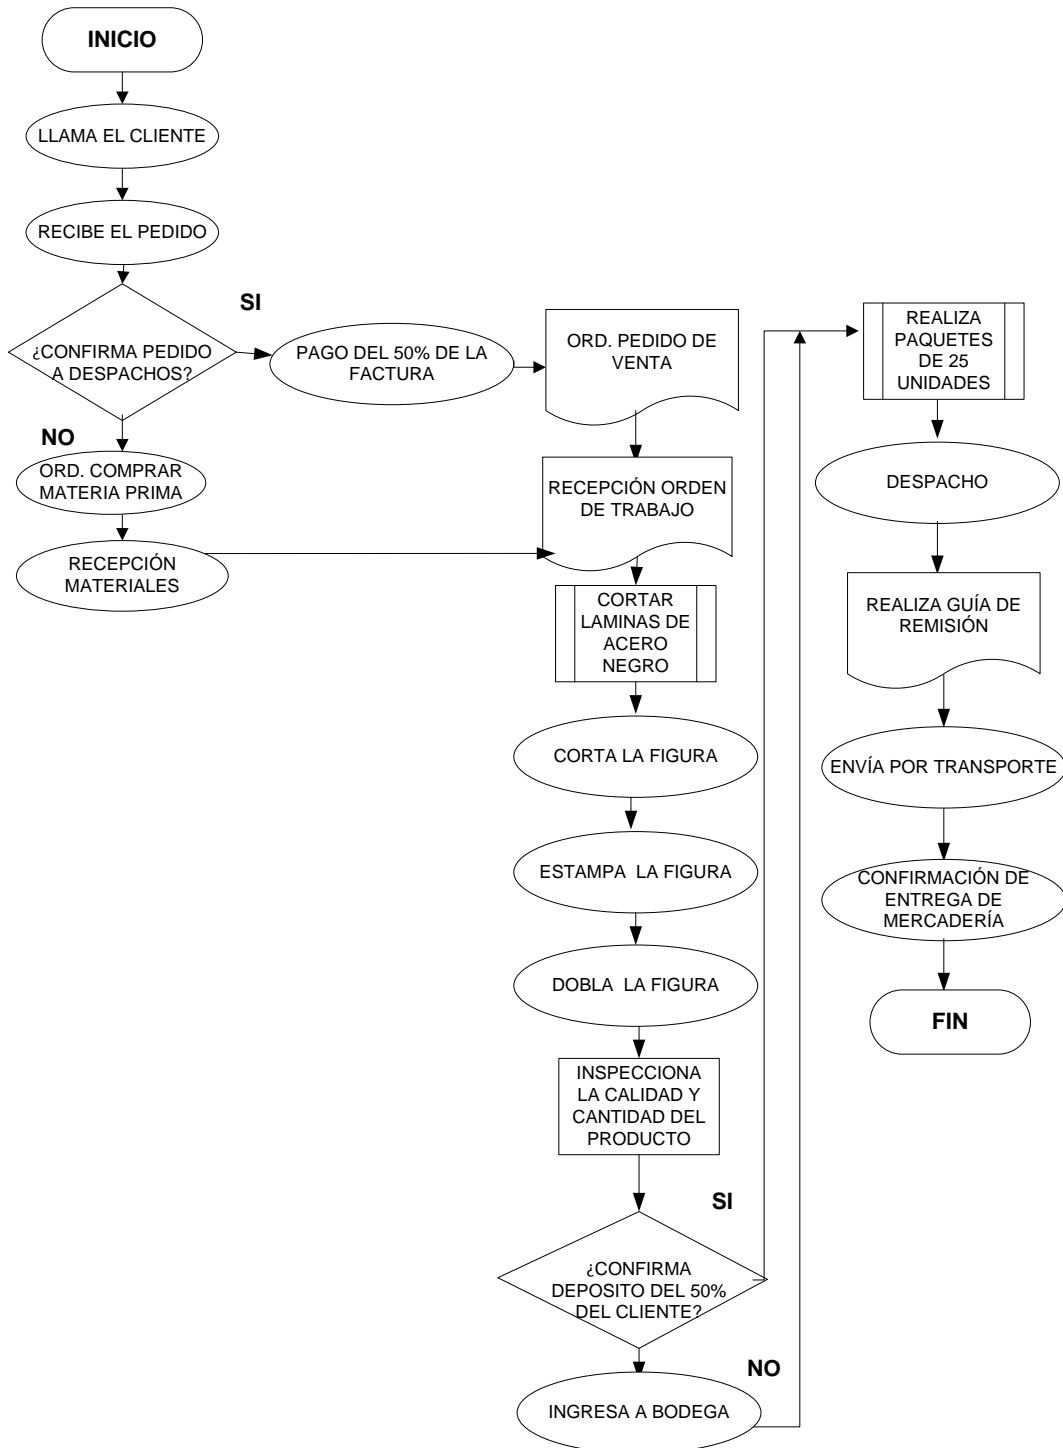 INICIO
LLAMA EL CLIENTE
RECIBE EL PEDIDO
¿CONFIRMA PEDIDO
A DESPACHOS?
SI
NO
PAGO DEL 50% DE LA
FACTURA
ORD. PEDIDO DE
VENTA
ORD. COMPRAR
MATERIA PRIMA
RECEPCIÓN
MATERIALES
RECEPCIÓN ORDEN
DE TRABAJO
CORTAR
LAMINAS DE
ACERO
NEGRO
CORTA LA FIGURA
ESTAMPA  LA FIGURA
DOBLA  LA FIGURA
INSPECCIONA
LA CALIDAD Y
CANTIDAD DEL
PRODUCTO
SI
¿CONFIRMA
DEPOSITO DEL 50%
DEL CLIENTE?
NO
INGRESA A BODEGA
REALIZA
PAQUETES
DE 25
UNIDADES
DESPACHO
REALIZA GUÍA DE
REMISIÓN
ENVÍA POR TRANSPORTE
CONFIRMACIÓN DE
ENTREGA DE
MERCADERÍA
FIN